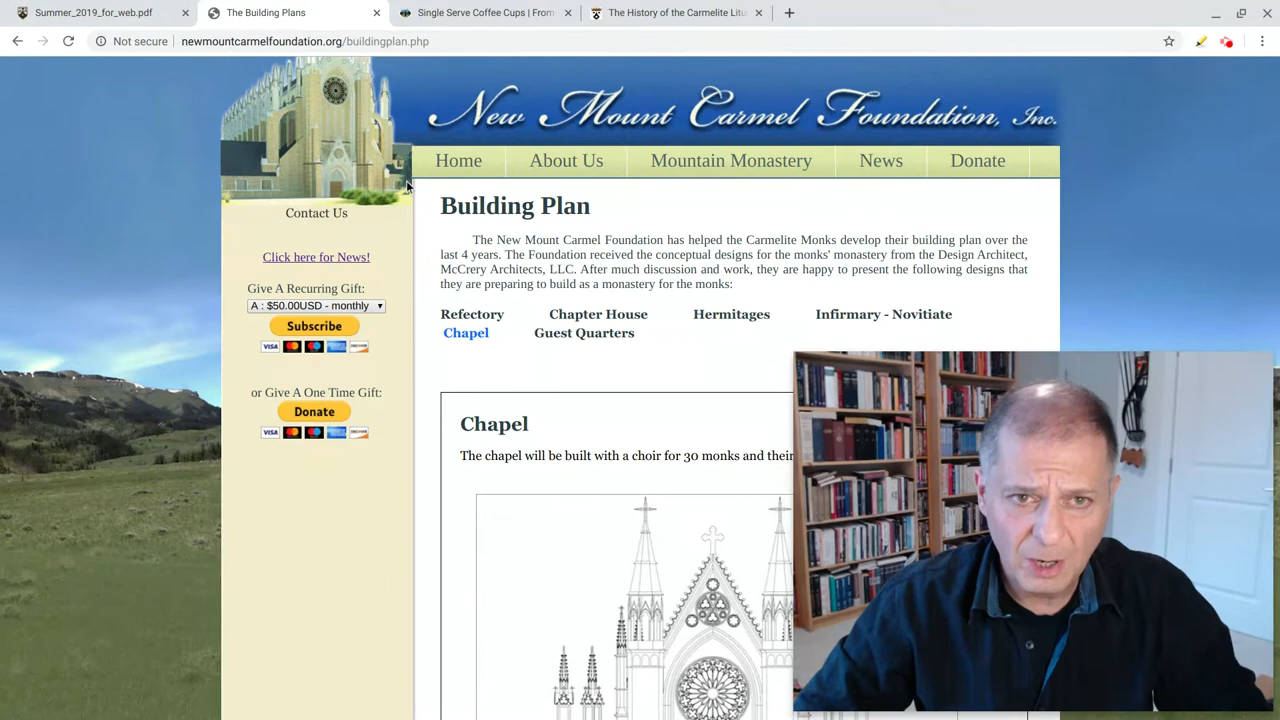 Summer_2019_for_web.pdf
The Building Plans
Single Serve Coffee Cups | From
The History of the Carmelite Litu
Not secure
newmountcarmelfoundation.org/buildingplan.php
New Mount Carmel Foundation, Inc.
Home
About Us
Mountain Monastery
News
Donate
Contact Us
Click here for News!
Give A Recurring Gift:
A : $50.00USD - monthly
Subscribe
VISA
DISCOVER
or Give A One Time Gift:
Donate
VISA
DISCOVER
Building Plan
The New Mount Carmel Foundation has helped the Carmelite Monks develop their building plan over the
last 4 years. The Foundation received the conceptual designs for the monks' monastery from the Design Architect,
McCrery Architects, LLC. After much discussion and work, they are happy to present the following designs that
they are preparing to build as a monastery for the monks:
Refectory Chapter House Hermitages Infirmary - Novitiate
Chapel Guest Quarters
Chapel
The chapel will be built with a choir for 30 monks and their